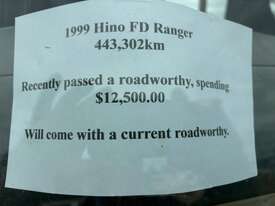 1999 Hino FD Ranger
443,302km
Recently passed a roadworthy, spending
$12,500.00
Will come with a current roadworthy.